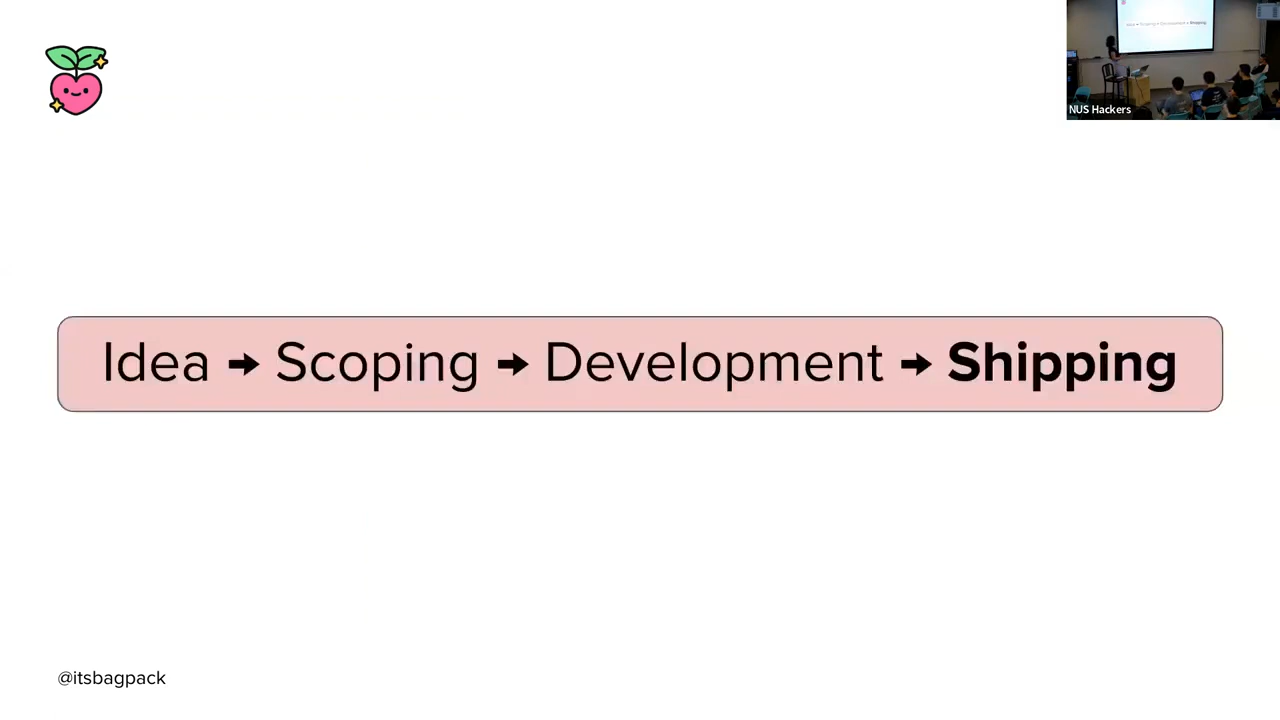 NUS Hackers
Idea → Scoping → Development → Shipping
@itsbagpack